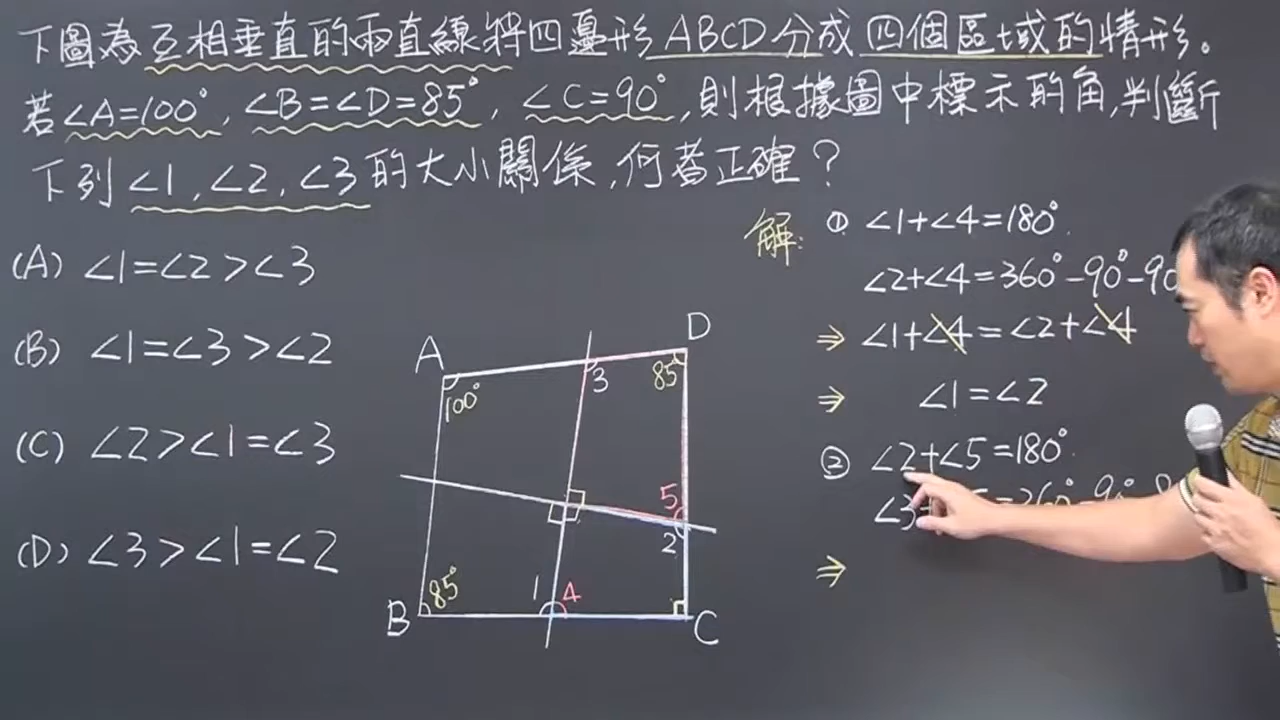 下圖為互相垂直的兩直線將四邊形ABCD分成四個區域的情形。
若∠A=100°, ∠B=∠D=85°, ∠C=90°,則根據圖中標示的角,判斷
下列∠1,∠2,∠3的大小關係,何者正確？
(A) ∠1=∠2>∠3
(B) ∠1=∠3>∠2
(C) ∠2>∠1=∠3
(D) ∠3>∠1=∠2
A
D
100°
3
85°
5
2
85°
1
4
B
C
解:
① ∠1+∠4=180°
∠2+∠4=360°-90°-90
⇒ ∠1+∠4=∠2+∠4
⇒ ∠1=∠2
② ∠2+∠5=180°
∠3
⇒